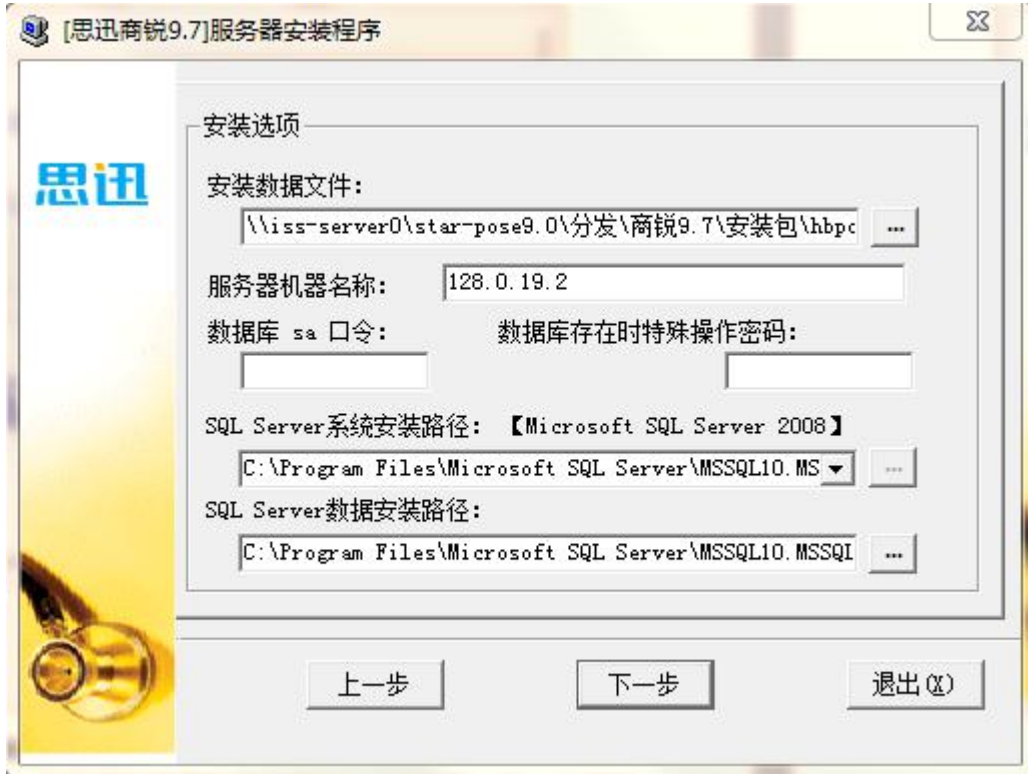 [思迅商锐9.7]服务器安装程序
思迅
安装选项
安装数据文件:
\\iss-server0\star-pose9.0\分发\商锐9.7\安装包\hbpc
...
服务器机器名称:
128.0.19.2
数据库 sa 口令:
数据库存在时特殊操作密码:
SQL Server系统安装路径: 【Microsoft SQL Server 2008】
C:\Program Files\Microsoft SQL Server\MSSQL10.MS
...
SQL Server数据安装路径:
C:\Program Files\Microsoft SQL Server\MSSQL10.MSSQL
...
上一步
下一步
退出(X)